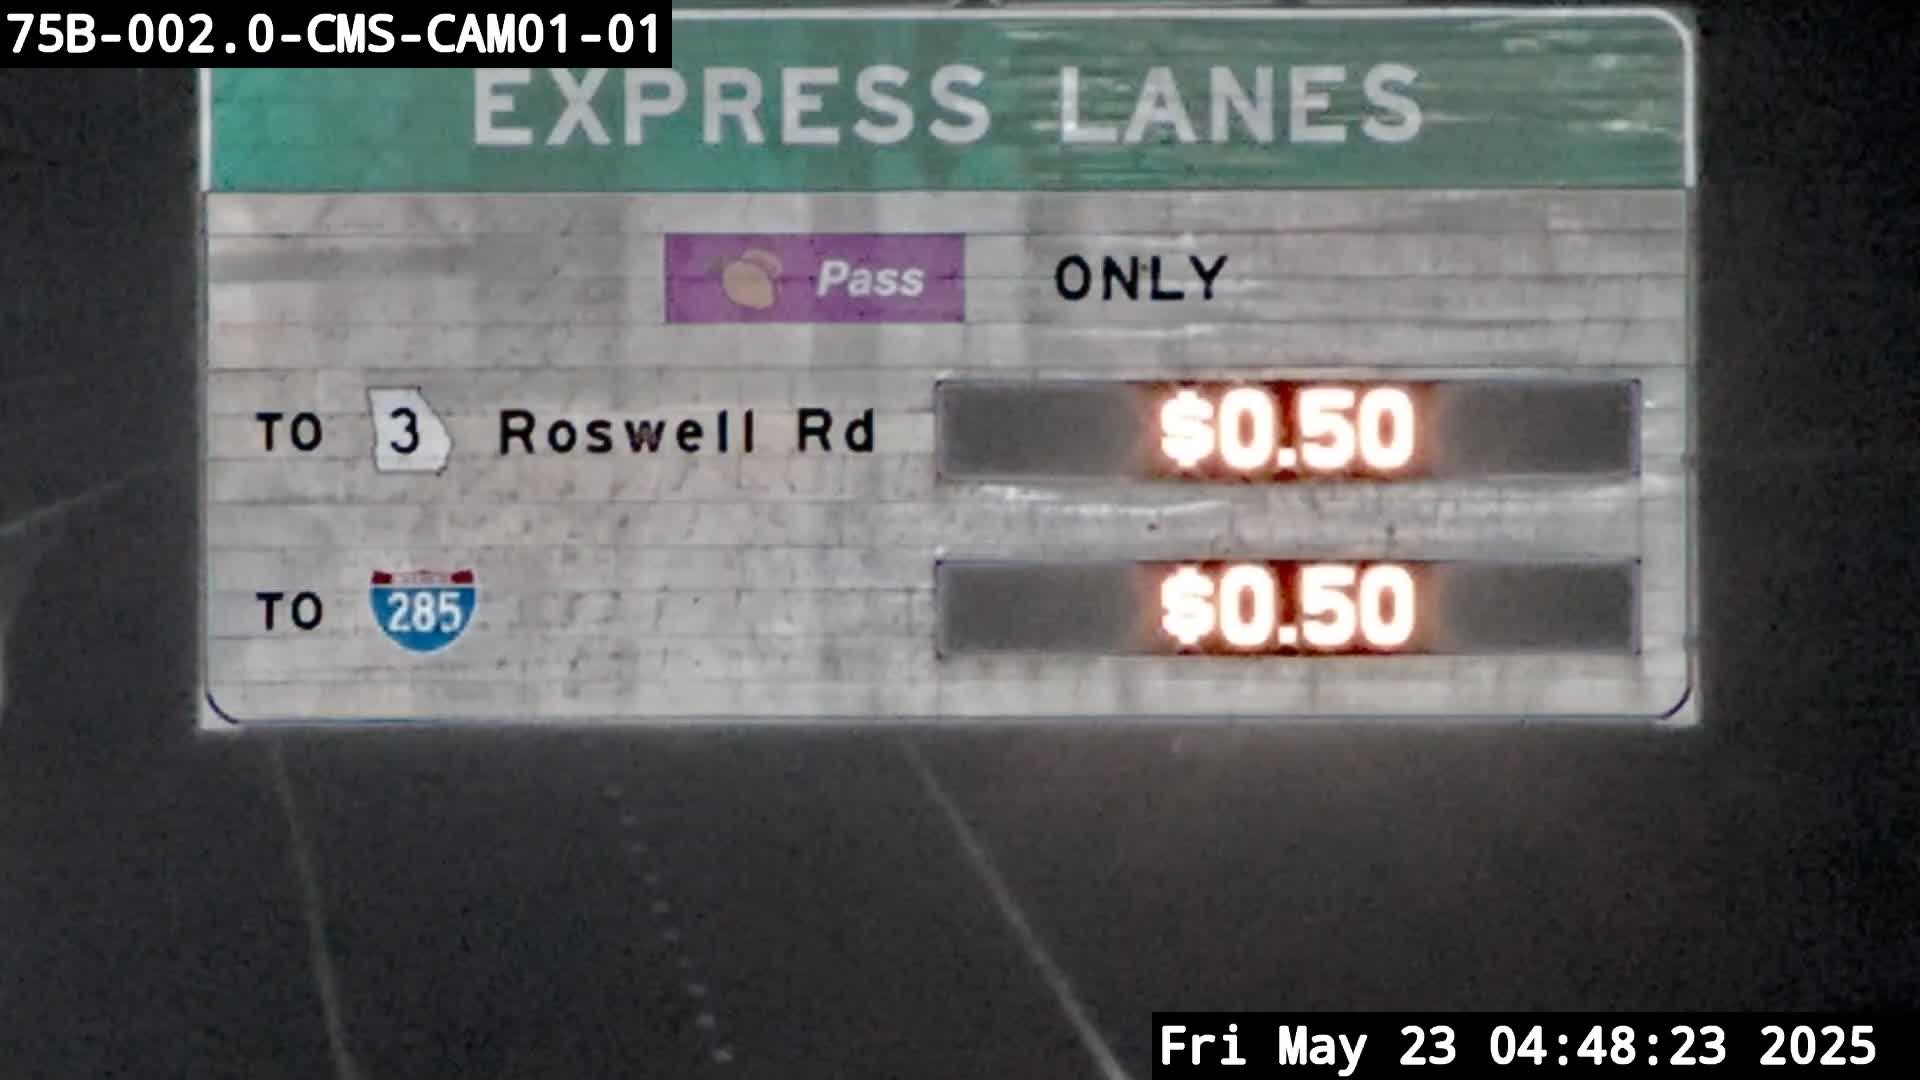 75B-002.0-CMS-CAM01-01
EXPRESS LANES
Pass ONLY
TO 3 Roswell Rd $0.50
TO 285 $0.50
Fri May 23 04:48:23 2025